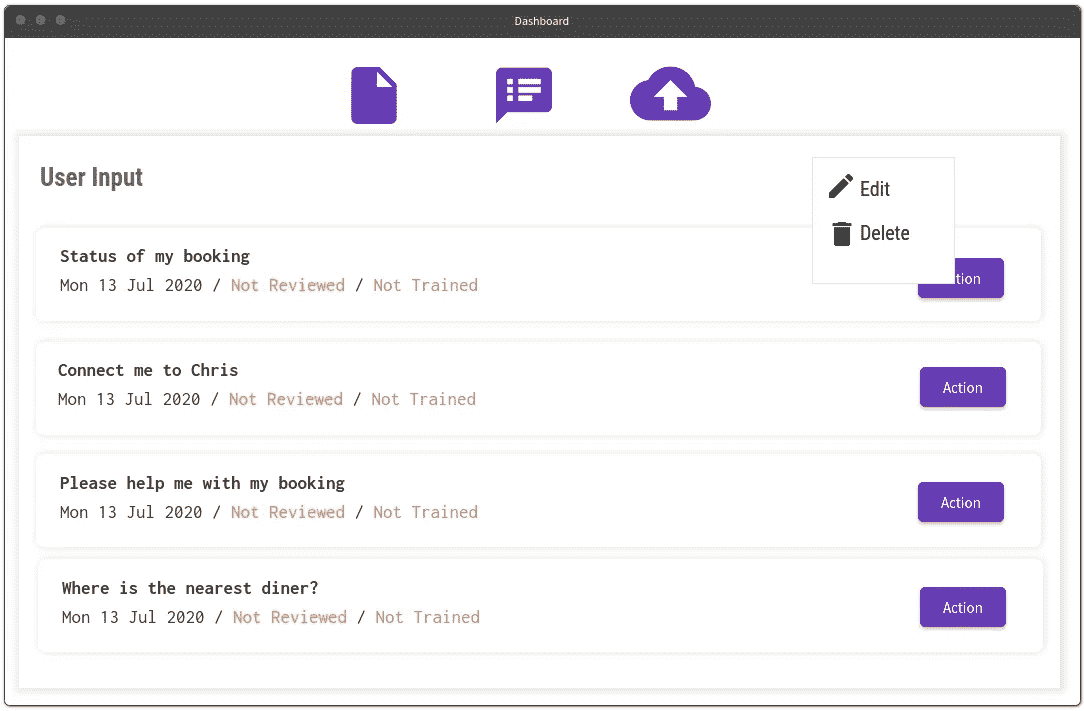 Dashboard
User Input
Edit
Delete
Status of my booking
Mon 13 Jul 2020 / Not Reviewed / Not Trained
tion
Connect me to Chris
Mon 13 Jul 2020 / Not Reviewed / Not Trained
Action
Please help me with my booking
Mon 13 Jul 2020 / Not Reviewed / Not Trained
Action
Where is the nearest diner?
Mon 13 Jul 2020 / Not Reviewed / Not Trained
Action